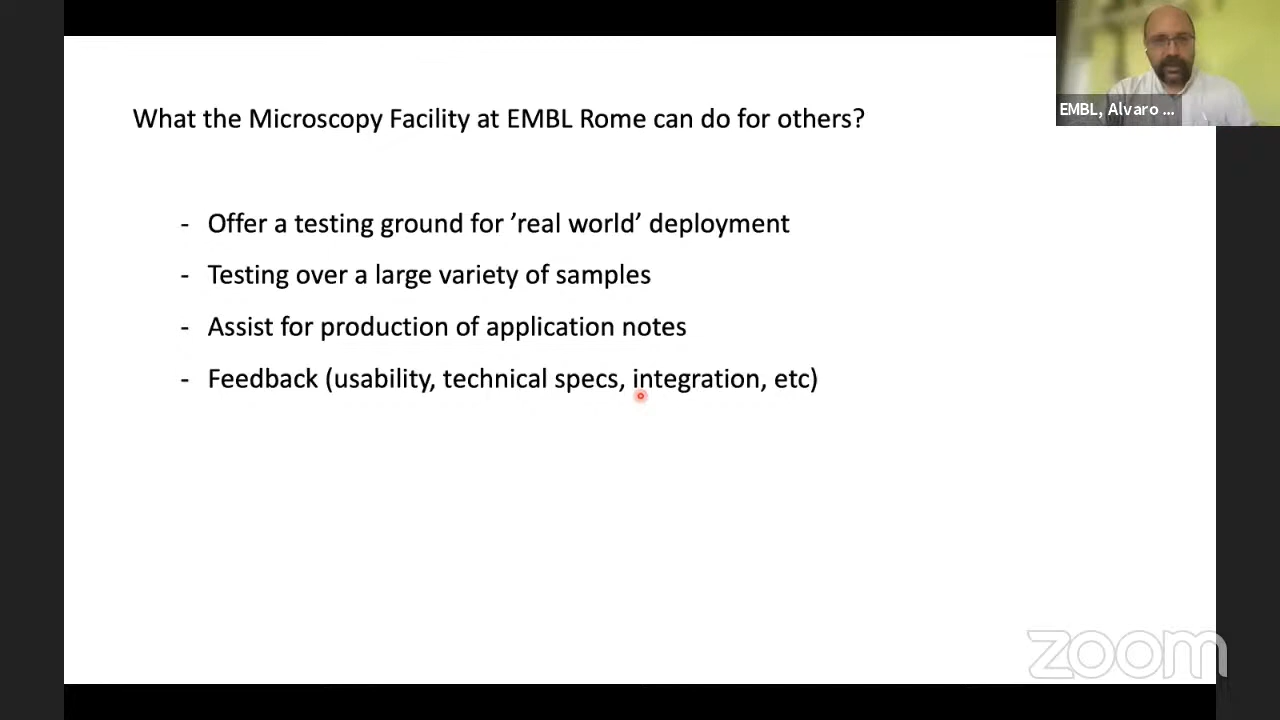 What the Microscopy Facility at EMBL Rome can do for others?
EMBL, Alvaro ...
- Offer a testing ground for ’real world’ deployment
- Testing over a large variety of samples
- Assist for production of application notes
- Feedback (usability, technical specs, integration, etc)
zoom